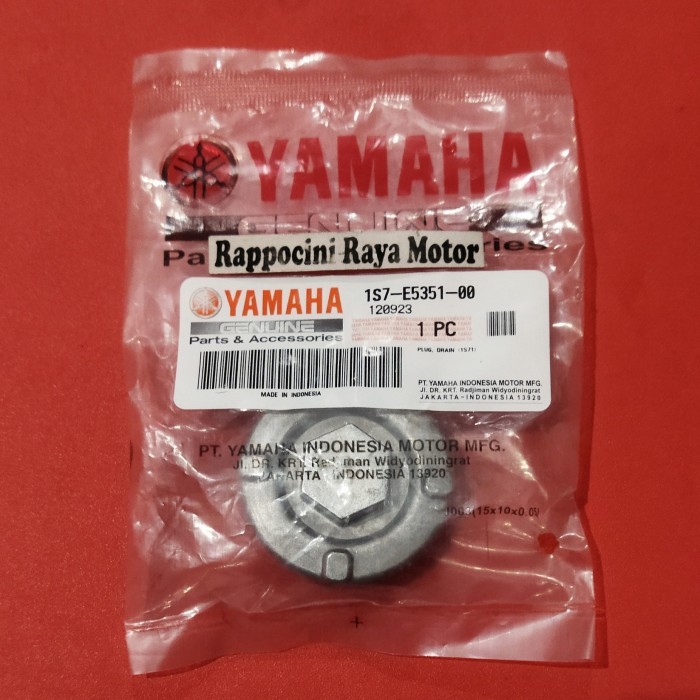 YAMAHA
GENUINE
Rappocini Raya Motor
YAMAHA
GENUINE
Parts & Accessories
1S7-E5351-00
120923
1 PC
PLUG, DRAIN (1S71)
MADE IN INDONESIA
PT. YAMAHA INDONESIA MOTOR MFG.
JL. DR. KRT. Radjiman Widyodiningrat
JAKARTA-INDONESIA 13920
PT. YAMAHA INDONESIA MOTOR MFG.
Jl. DR. KRT. Radjiman Widyodiningrat
JAKARTA - INDONESIA 13920